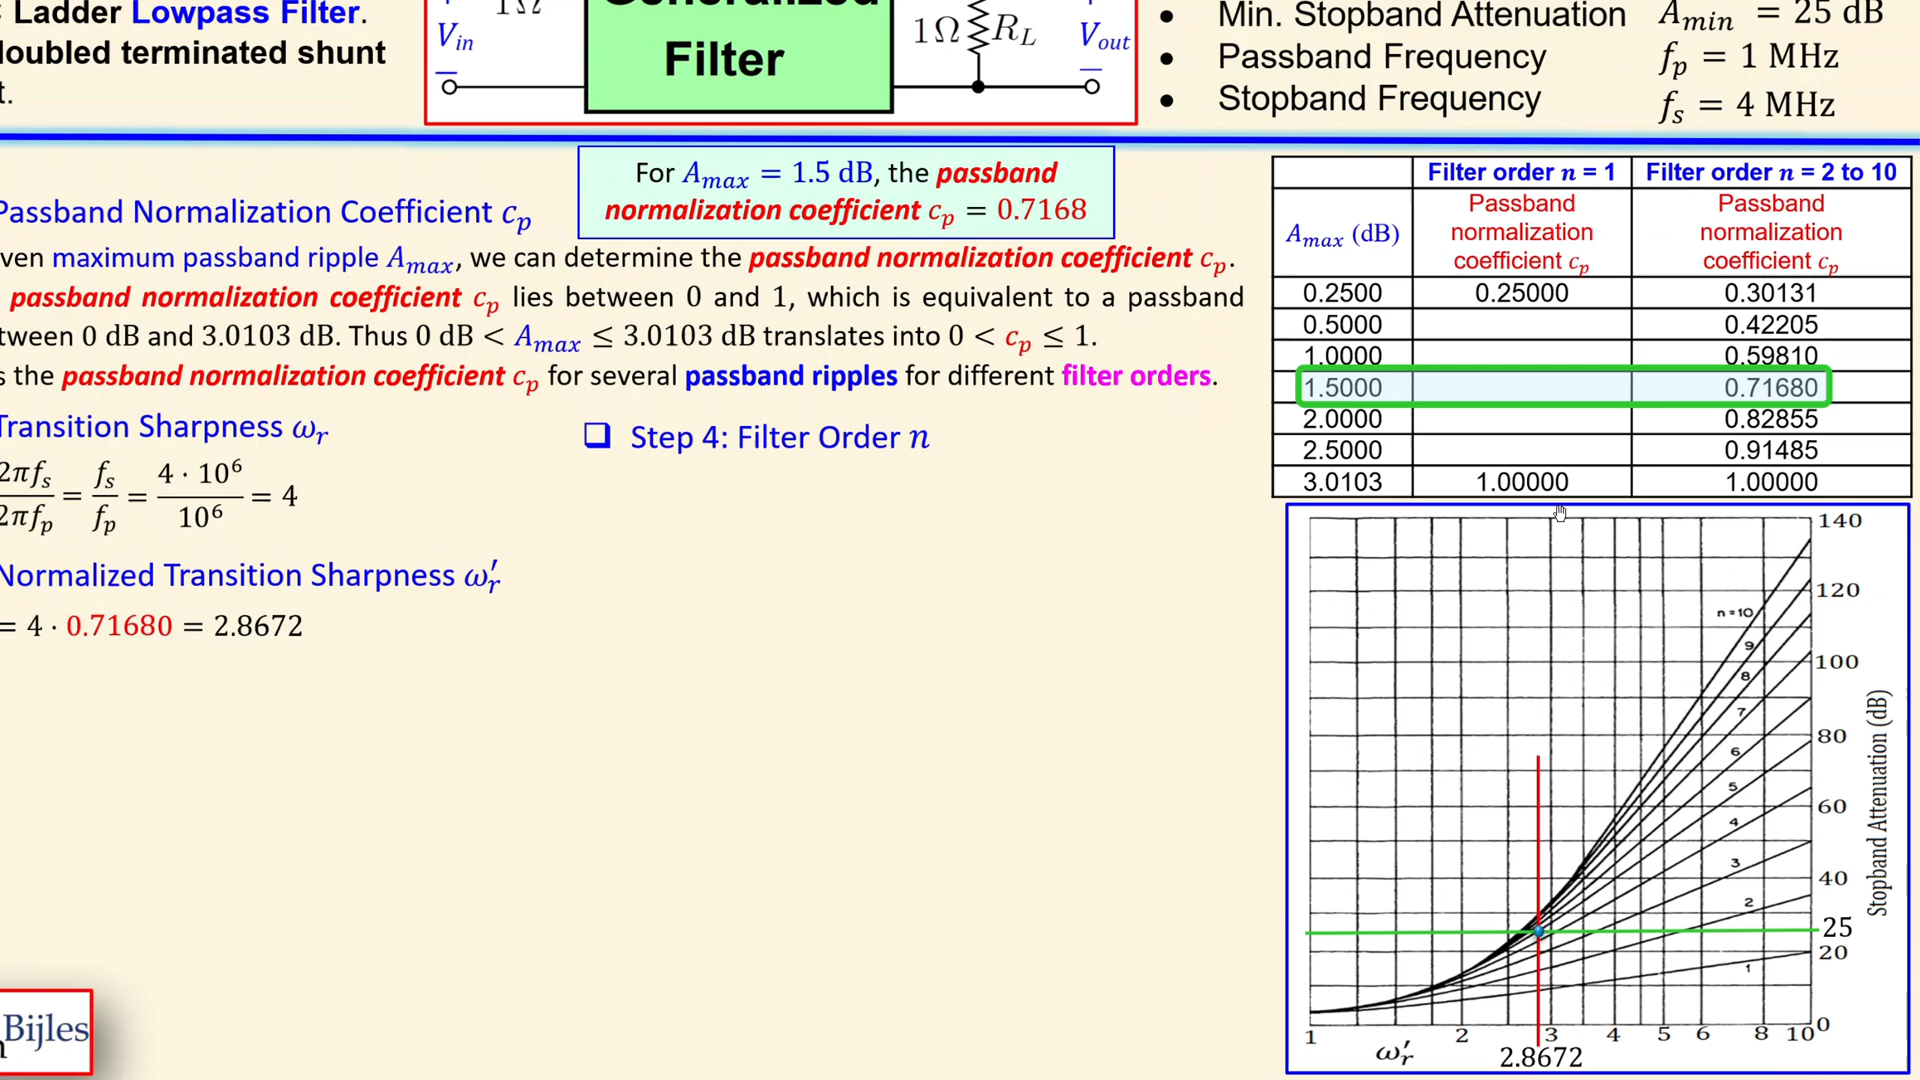 Ladder Lowpass Filter.
oubled terminated shunt
t.
1Ω
V_in
Filter
1Ω R_L
V_out
• Min. Stopband Attenuation A_min = 25 dB
• Passband Frequency f_p = 1 MHz
• Stopband Frequency f_s = 4 MHz
For A_max = 1.5 dB, the passband
normalization coefficient c_p = 0.7168
Passband Normalization Coefficient c_p
ven maximum passband ripple A_max, we can determine the passband normalization coefficient c_p.
passband normalization coefficient c_p lies between 0 and 1, which is equivalent to a passband
tween 0 dB and 3.0103 dB. Thus 0 dB < A_max ≤ 3.0103 dB translates into 0 < c_p ≤ 1.
s the passband normalization coefficient c_p for several passband ripples for different filter orders.
Transition Sharpness ω_r
2πf_s/2πf_p = f_s/f_p = 4 · 10⁶/10⁶ = 4
Normalized Transition Sharpness ω′_r
= 4 · 0.71680 = 2.8672
❑ Step 4: Filter Order n
Filter order n = 1 Filter order n = 2 to 10
A_max (dB) Passband normalization coefficient c_p Passband normalization coefficient c_p
0.2500 0.25000 0.30131
0.5000 0.42205
1.0000 0.59810
1.5000 0.71680
2.0000 0.82855
2.5000 0.91485
3.0103 1.00000 1.00000
140
120
100
80
60
40
25
20
0
Stopband Attenuation (dB)
n=10
9
8
7
6
5
4
3
2
1
1 2 3 4 5 6 8 10
ω′_r 2.8672
Bijles